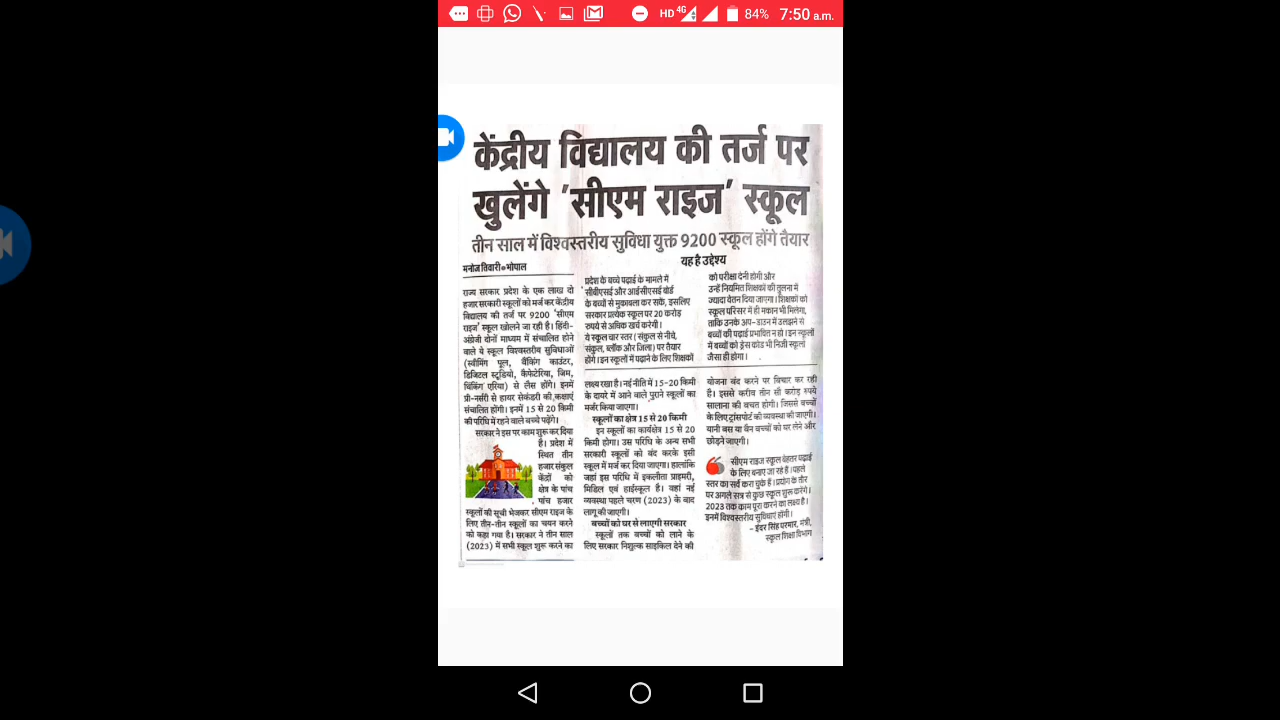 HD 4G 84% 7:50 a.m.
केंद्रीय विद्यालय की तर्ज पर
खुलेंगे 'सीएम राइज' स्कूल
तीन साल में विश्वस्तरीय सुविधा युक्त 9200 स्कूल होंगे तैयार
मनोज तिवारी●भोपाल
राज्य सरकार प्रदेश के एक लाख दो
हजार सरकारी स्कूलों को मर्ज कर केंद्रीय
विद्यालय की तर्ज पर 9200 'सीएम
राइज' स्कूल खोलने जा रही है। हिंदी-
अंग्रेजी दोनों माध्यम में संचालित होने
वाले ये स्कूल विश्वस्तरीय सुविधाओं
(स्वीमिंग पूल, बैंकिंग काउंटर,
डिजिटल स्टूडियो, कैफेटेरिया, जिम,
थिंकिंग एरिया) से लैस होंगे। इनमें
प्री-नर्सरी से हायर सेकंडरी की कक्षाएं
संचालित होंगी। इनमें 15 से 20 किमी
की परिधि में रहने वाले बच्चे पढ़ेंगे।
सरकार ने इस पर काम शुरू कर दिया
है। प्रदेश में
स्थित तीन
हजार संकुल
केंद्रों को
क्षेत्र के पांच
पांच हजार
स्कूलों की सूची भेजकर सीएम राइज के
लिए तीन-तीन स्कूलों का चयन करने
को कहा गया है। सरकार ने तीन साल
(2023) में सभी स्कूल शुरू करने का
यह है उद्देश्य
प्रदेश के बच्चे पढ़ाई के मामले में
सीबीएसई और आईसीएसई बोर्ड
के बच्चों से मुकाबला कर सकें, इसलिए
सरकार प्रत्येक स्कूल पर 20 करोड़
रुपये से अधिक खर्च करेगी।
ये स्कूल चार स्तर (संकुल से नीचे,
संकुल, ब्लॉक और जिला) पर तैयार
होंगे। इन स्कूलों में पढ़ाने के लिए शिक्षकों
को परीक्षा देनी होगी और
उन्हें नियमित शिक्षकों की तुलना में
ज्यादा वेतन दिया जाएगा। शिक्षकों को
स्कूल परिसर में ही मकान भी मिलेगा,
ताकि उनके अप-डाउन में उलझने से
बच्चों की पढ़ाई प्रभावित न हो। इन स्कूलों
में बच्चों को ड्रेस कोड भी निजी स्कूलों
जैसा ही होगा।
लक्ष्य रखा है। नई नीति में 15-20 किमी
के दायरे में आने वाले पुराने स्कूलों का
मर्जर किया जाएगा।
स्कूलों का क्षेत्र 15 से 20 किमी
इन स्कूलों का कार्यक्षेत्र 15 से 20
किमी होगा। उस परिधि के अन्य सभी
सरकारी स्कूलों को बंद करके इसी
स्कूल में मर्ज कर दिया जाएगा। हालांकि
जहां इस परिधि में इकलौता प्राइमरी,
मिडिल एवं हाईस्कूल है। वहां नई
व्यवस्था पहले चरण (2023) के बाद
लागू की जाएगी।
बच्चों को घर से लाएगी सरकार
स्कूलों तक बच्चों को लाने के
लिए सरकार निशुल्क साइकिल देने की
योजना बंद करने पर विचार कर रही
है। इससे करीब तीन सौ करोड़ रुपये
सालाना की बचत होगी। जिससे बच्चों
के लिए ट्रांसपोर्ट की व्यवस्था की जाएगी।
यानी बस या वैन बच्चों को घर लेने और
छोड़ने जाएगी।
सीएम राइज स्कूल बेहतर पढ़ाई
के लिए बनाए जा रहे हैं। पहले
स्तर का सर्वे करा चुके हैं। प्रयोग के तौर
पर अगले सत्र से कुछ स्कूल शुरू करेंगे।
2023 तक काम पूरा करने का लक्ष्य है।
इनमें विश्वस्तरीय सुविधाएं होंगी।
- इंदर सिंह परमार, मंत्री,
स्कूल शिक्षा विभाग